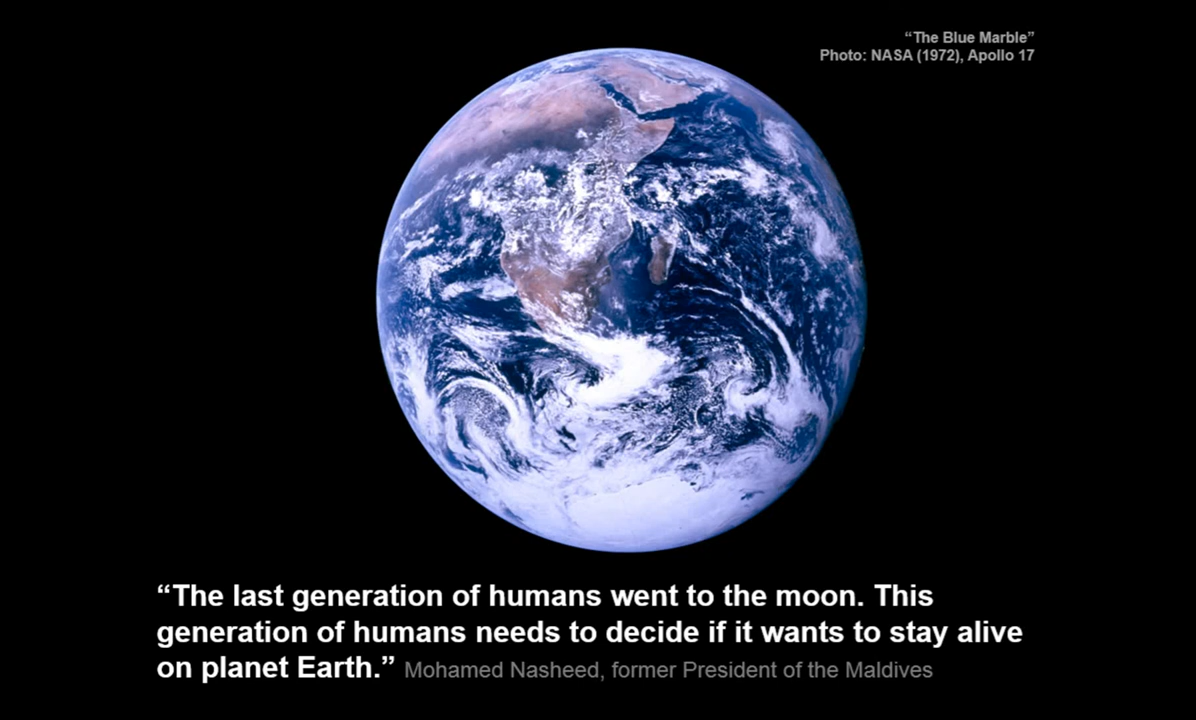 “The Blue Marble”
Photo: NASA (1972), Apollo 17
“The last generation of humans went to the moon. This
generation of humans needs to decide if it wants to stay alive
on planet Earth.” Mohamed Nasheed, former President of the Maldives